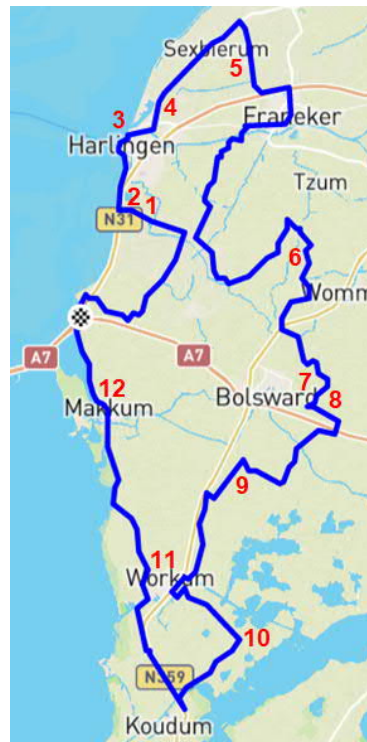 Sexbierum
5
4
3
Franeker
Harlingen
Tzum
2
1
N31
6
Womm
A7
A7
7
12
Makkum
Bolsward
8
9
11
Workum
10
N359
Koudum